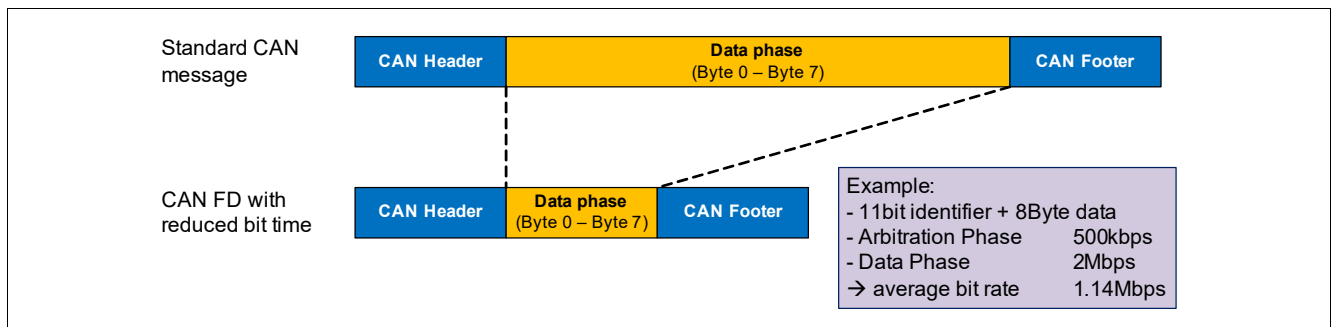 Standard CAN
message
CAN Header
Data phase
(Byte 0 – Byte 7)
CAN Footer
CAN FD with
reduced bit time
CAN Header
Data phase
(Byte 0 – Byte 7)
CAN Footer
Example:
- 11bit identifier + 8Byte data
- Arbitration Phase 500kbps
- Data Phase 2Mbps
→ average bit rate 1.14Mbps